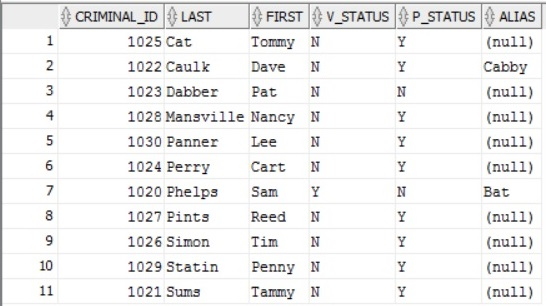 CRIMINAL_ID LAST FIRST V_STATUS P_STATUS ALIAS
1 1025 Cat Tommy N Y (null)
2 1022 Caulk Dave N Y Cabby
3 1023 Dabber Pat N N (null)
4 1028 Mansville Nancy N Y (null)
5 1030 Panner Lee N Y (null)
6 1024 Perry Cart N Y (null)
7 1020 Phelps Sam Y N Bat
8 1027 Pints Reed N Y (null)
9 1026 Simon Tim N Y (null)
10 1029 Statin Penny N Y (null)
11 1021 Sums Tammy N Y (null)